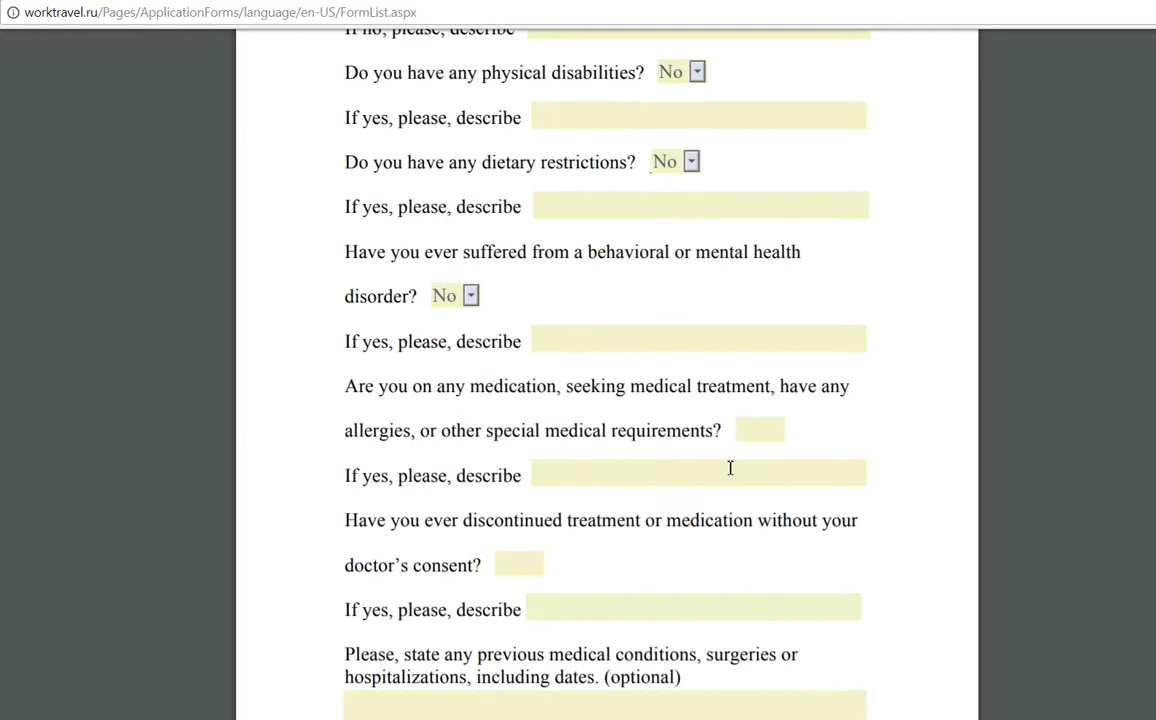 worktravel.ru/Pages/ApplicationForms/language/en-US/FormList.aspx
If no, please, describe
Do you have any physical disabilities? No
If yes, please, describe
Do you have any dietary restrictions? No
If yes, please, describe
Have you ever suffered from a behavioral or mental health
disorder? No
If yes, please, describe
Are you on any medication, seeking medical treatment, have any
allergies, or other special medical requirements?
If yes, please, describe
Have you ever discontinued treatment or medication without your
doctor’s consent?
If yes, please, describe
Please, state any previous medical conditions, surgeries or
hospitalizations, including dates. (optional)